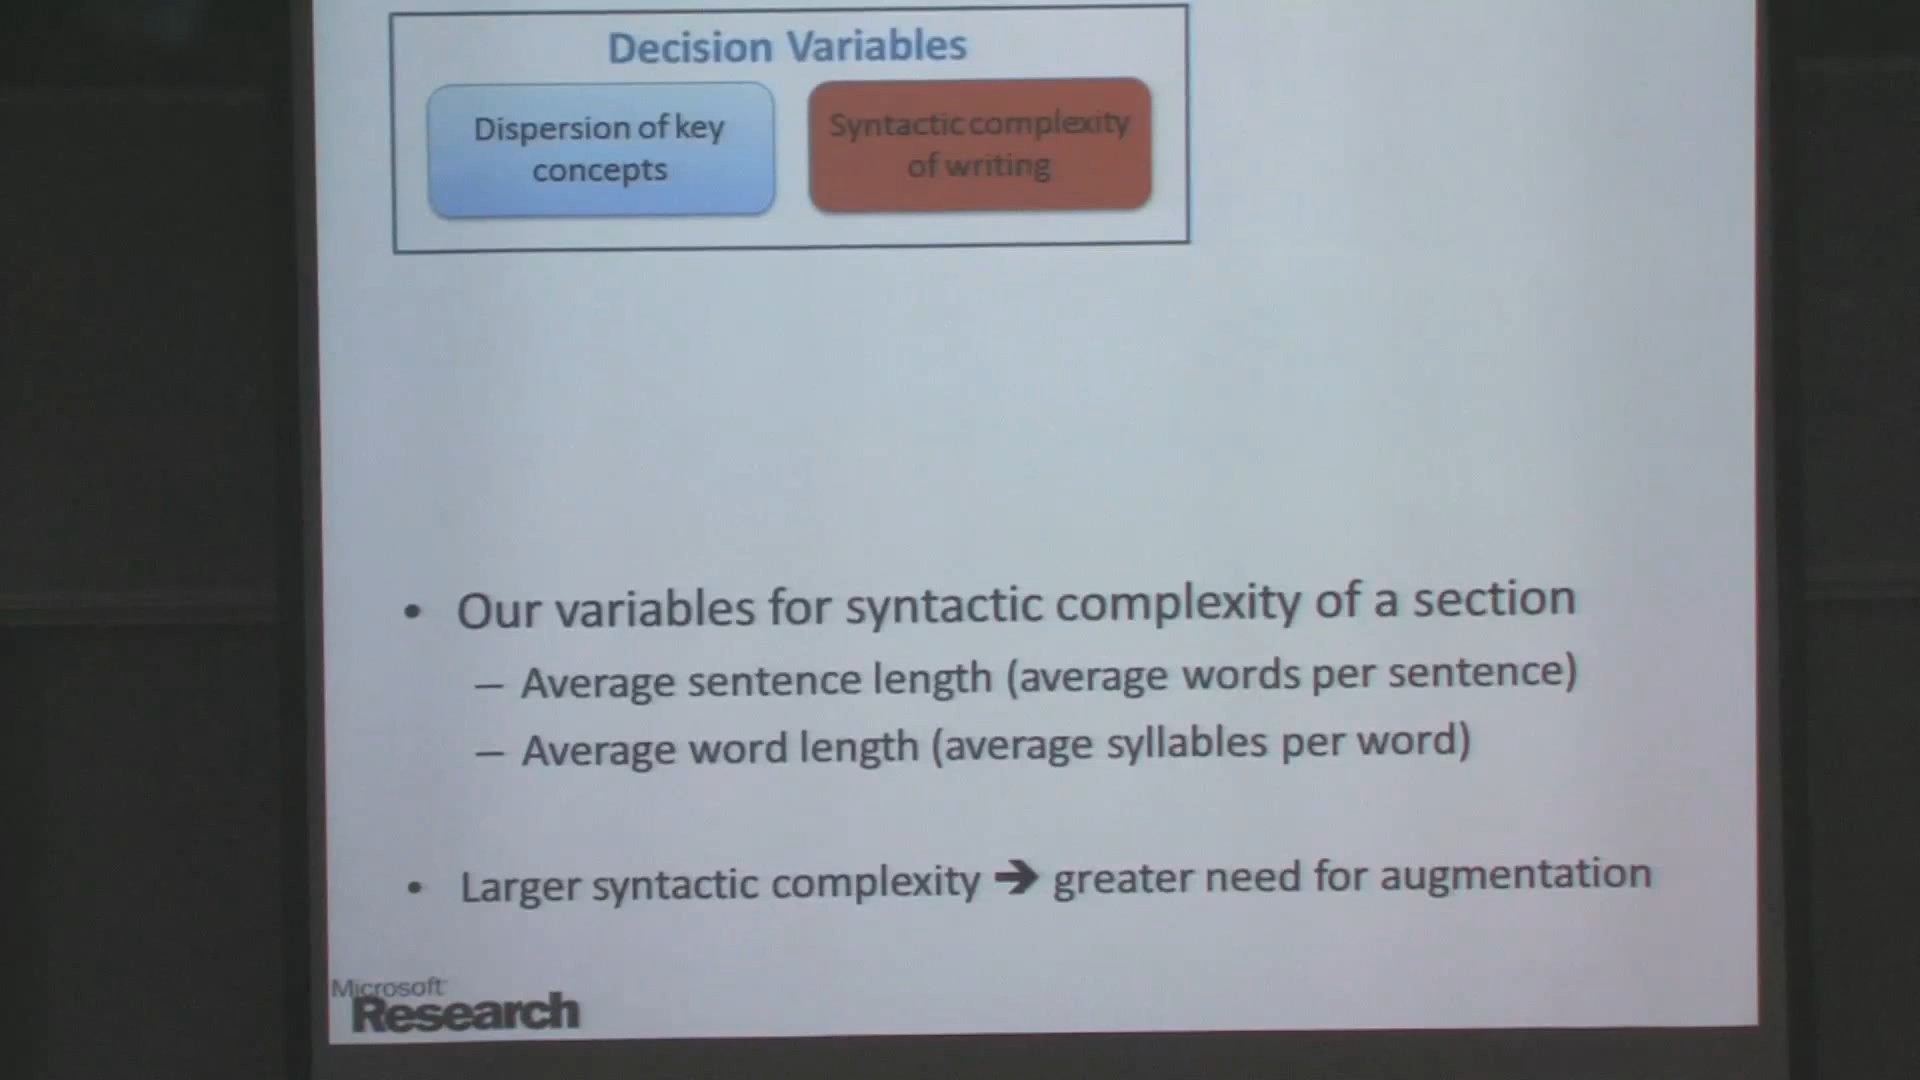 Decision Variables
Dispersion of key
concepts
Syntactic complexity
of writing
• Our variables for syntactic complexity of a section
– Average sentence length (average words per sentence)
– Average word length (average syllables per word)
• Larger syntactic complexity ➔ greater need for augmentation
Microsoft
Research